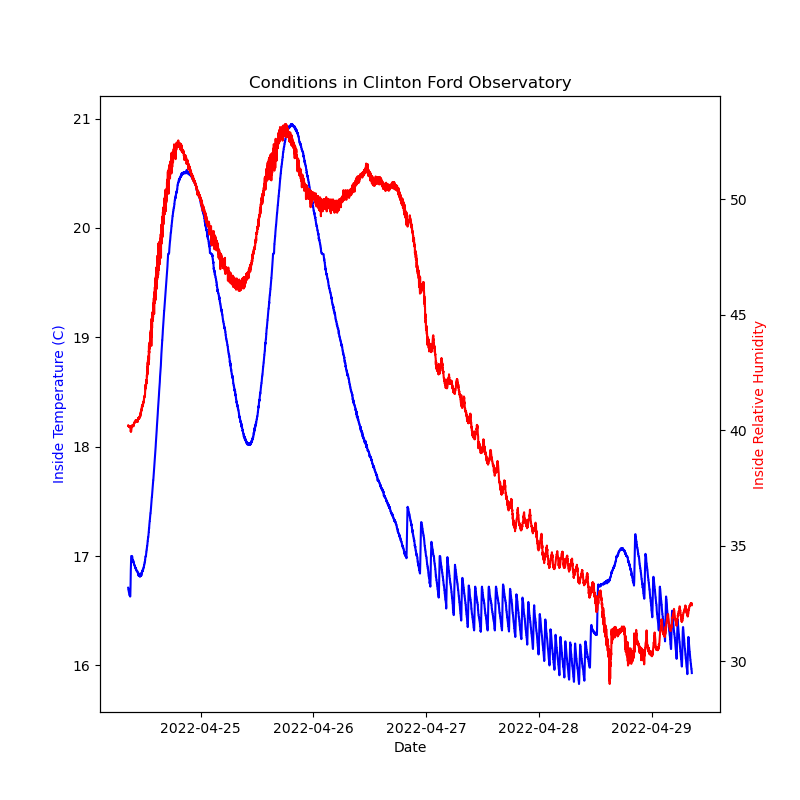 Conditions in Clinton Ford Observatory
21
20
19
18
17
16
Inside Temperature (C)
50
45
40
35
30
Inside Relative Humidity
2022-04-25 2022-04-26 2022-04-27 2022-04-28 2022-04-29
Date